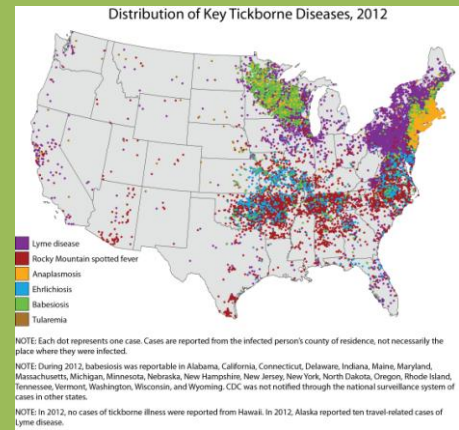 Distribution of Key Tickborne Diseases, 2012
Lyme disease
Rocky Mountain spotted fever
Anaplasmosis
Ehrlichiosis
Babesiosis
Tularemia
NOTE: Each dot represents one case. Cases are reported from the infected person's county of residence, not necessarily the
place where they were infected.
NOTE: During 2012, babesiosis was reportable in Alabama, California, Connecticut, Delaware, Indiana, Maine, Maryland,
Massachusetts, Michigan, Minnesota, Nebraska, New Hampshire, New Jersey, New York, North Dakota, Oregon, Rhode Island,
Tennessee, Vermont, Washington, Wisconsin, and Wyoming. CDC was not notified through the national surveillance system of
cases in other states.
NOTE: In 2012, no cases of tickborne illness were reported from Hawaii. In 2012, Alaska reported ten travel-related cases of
Lyme disease.